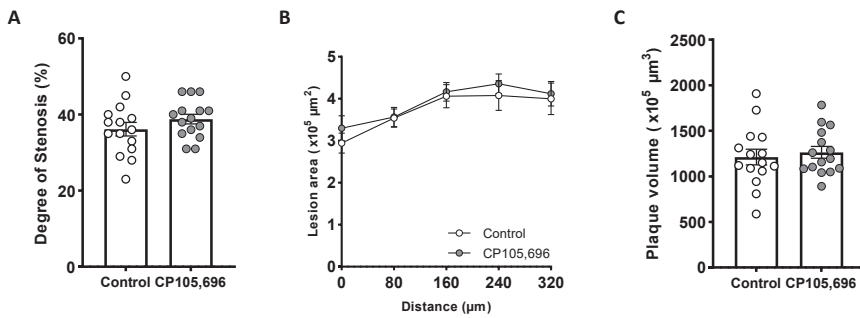 A
Degree of Stenosis (%)
60
40
20
0
Control CP105,696
B
Lesion area ( x10⁵ µm²)
5
4
3
2
1
0
0 80 160 240 320
Distance (µm)
Control
CP105,696
C
Plaque volume ( x10⁵ µm³)
2500
2000
1500
1000
500
0
Control CP105,696